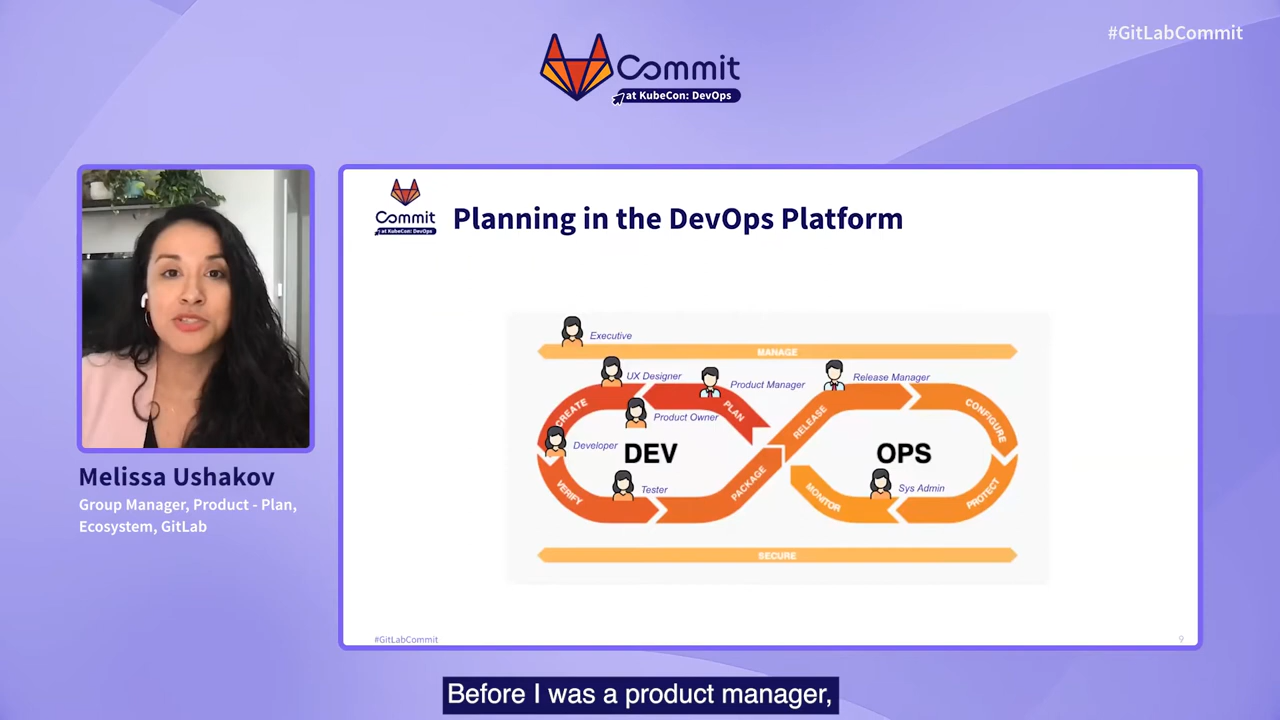 #GitLabCommit
Commit
at KubeCon: DevOps
Commit
at KubeCon: DevOps
Planning in the DevOps Platform
Executive
MANAGE
UX Designer
Product Manager
Release Manager
CREATE
PLAN
RELEASE
CONFIGURE
Product Owner
Developer
DEV
OPS
VERIFY
Tester
PACKAGE
MONITOR
Sys Admin
PROTECT
SECURE
#GitLabCommit
9
Melissa Ushakov
Group Manager, Product - Plan,
Ecosystem, GitLab
Before I was a product manager,